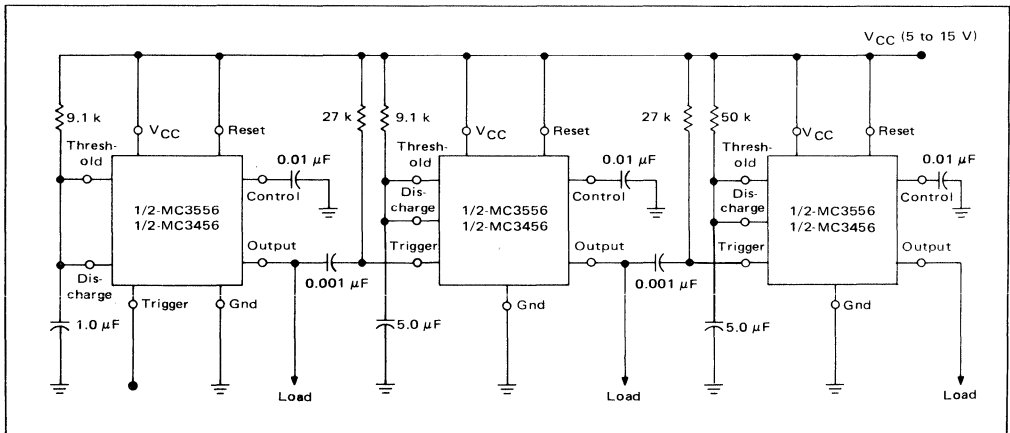 VCC (5 to 15 V)
9.1 k
VCC
Reset
Thresh-
old
0.01 µF
Control
1/2-MC3556
1/2-MC3456
Output
Dis-
charge
Trigger
Gnd
1.0 µF
0.001 µF
Load
27 k
9.1 k
VCC
Reset
Thresh-
old
Dis-
charge
Trigger
0.01 µF
Control
1/2-MC3556
1/2-MC3456
Output
Gnd
5.0 µF
0.001 µF
Load
27 k
50 k
VCC
Reset
Thresh-
old
Dis-
charge
Trigger
0.01 µF
Control
1/2-MC3556
1/2-MC3456
Output
Gnd
5.0 µF
Load